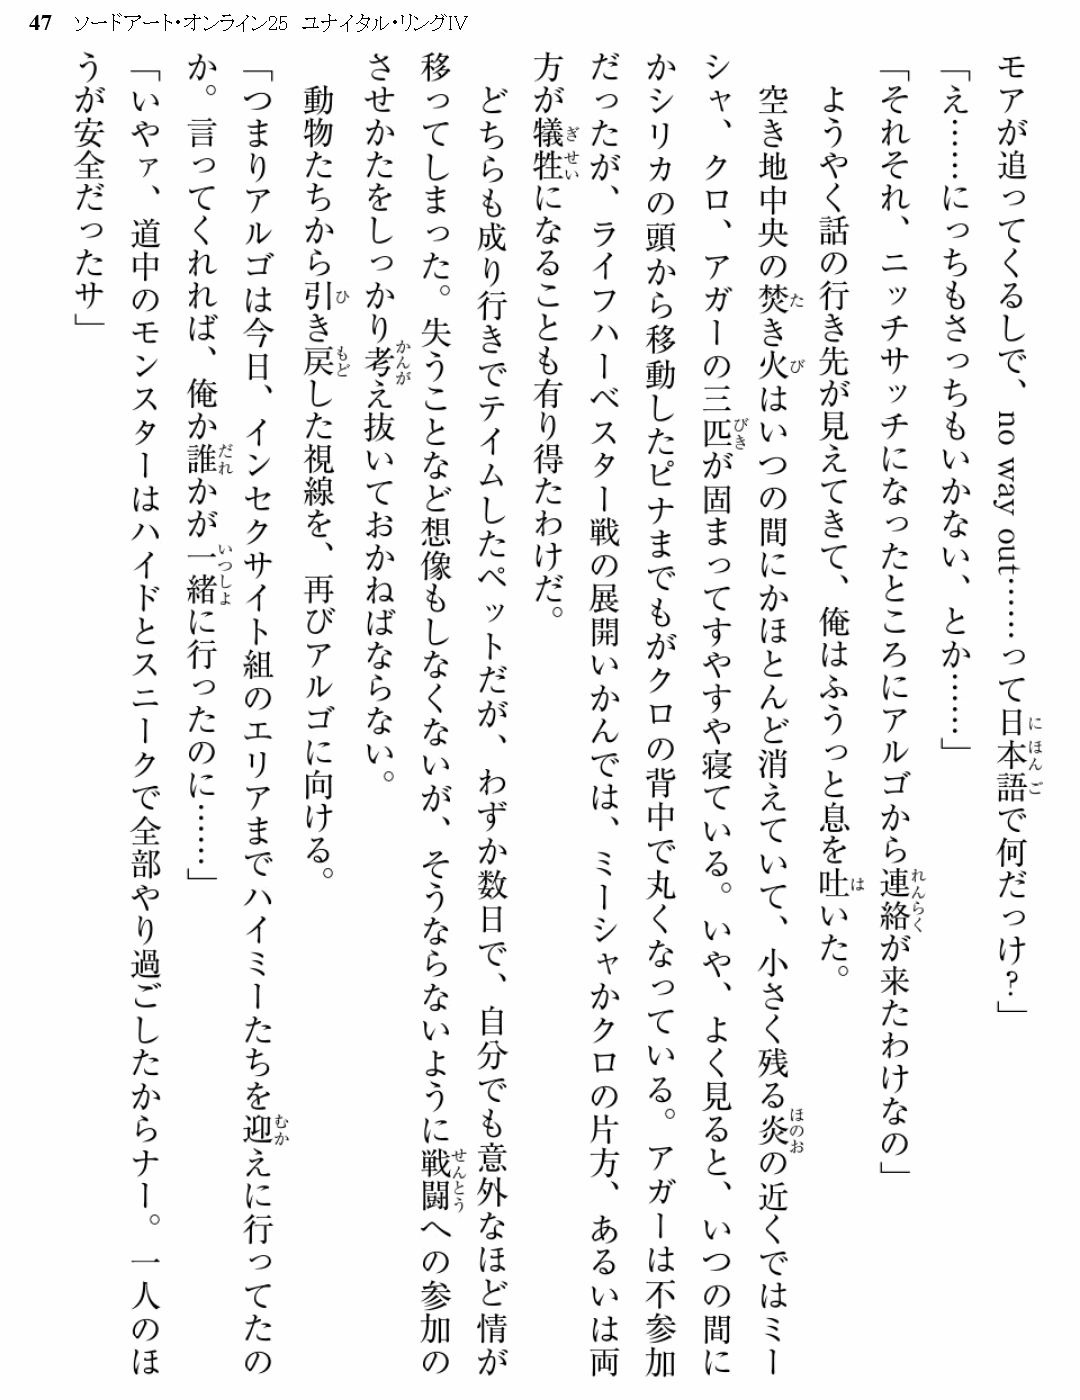 47 ソードアート・オンライン25 ユナイタル・リングIV
モアが追ってくるしで、no way out……って日本語で何だっけ？」
「え……にっちもさっちもいかない、とか……」
「それそれ、ニッチサッチになったところにアルゴから連絡が来たわけなの」
ようやく話の行き先が見えてきて、俺はふうっと息を吐いた。
空き地中央の焚き火はいつの間にかほとんど消えていて、小さく残る炎の近くではミー
シャ、クロ、アガーの三匹が固まってすやすや寝ている。いや、よく見ると、いつの間に
かシリカの頭から移動したピナまでもがクロの背中で丸くなっている。アガーは不参加
だったが、ライフハーベスター戦の展開いかんでは、ミーシャかクロの片方、あるいは両
方が犠牲になることも有り得たわけだ。
どちらも成り行きでテイムしたペットだが、わずか数日で、自分でも意外なほど情が
移ってしまった。失うことなど想像もしなくないが、そうならないように戦闘への参加の
させかたをしっかり考え抜いておかねばならない。
動物たちから引き戻した視線を、再びアルゴに向ける。
「つまりアルゴは今日、インセクサイト組のエリアまでハイミーたちを迎えに行ってたの
か。言ってくれれば、俺か誰かが一緒に行ったのに……」
「いやァ、道中のモンスターはハイドとスニークで全部やり過ごしたからナー。一人のほ
うが安全だったサ」